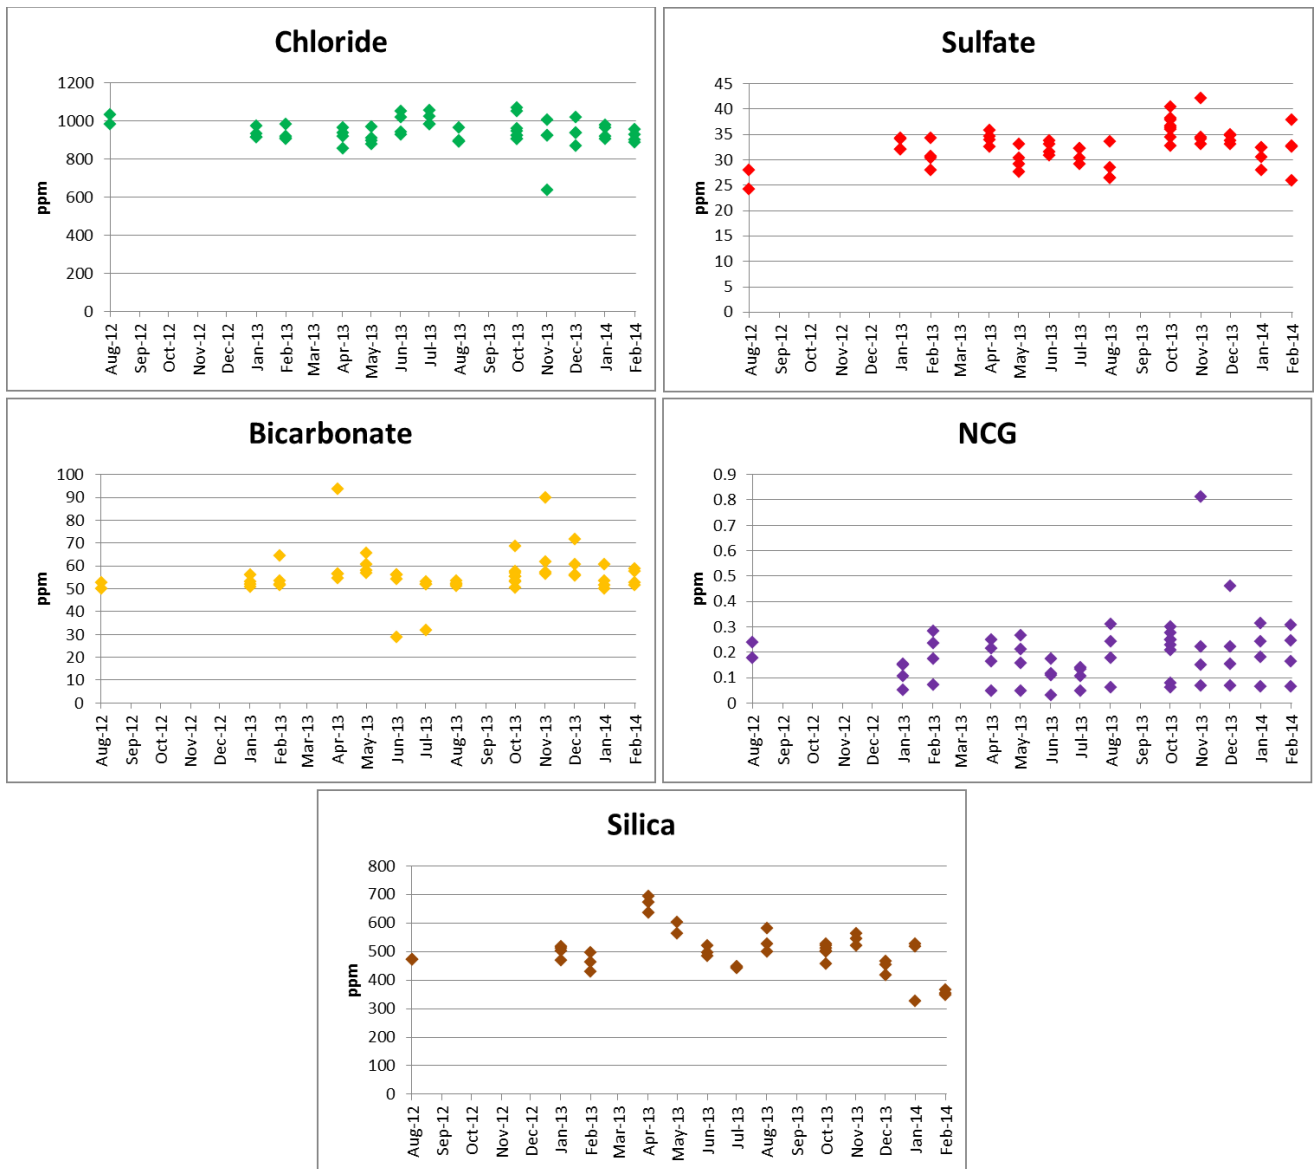 Chloride
ppm
1200
1000
800
600
400
200
0
Aug-12
Sep-12
Oct-12
Nov-12
Dec-12
Jan-13
Feb-13
Mar-13
Apr-13
May-13
Jun-13
Jul-13
Aug-13
Sep-13
Oct-13
Nov-13
Dec-13
Jan-14
Feb-14
Sulfate
ppm
45
40
35
30
25
20
15
10
5
0
Aug-12
Sep-12
Oct-12
Nov-12
Dec-12
Jan-13
Feb-13
Mar-13
Apr-13
May-13
Jun-13
Jul-13
Aug-13
Sep-13
Oct-13
Nov-13
Dec-13
Jan-14
Feb-14
Bicarbonate
ppm
100
90
80
70
60
50
40
30
20
10
0
Aug-12
Sep-12
Oct-12
Nov-12
Dec-12
Jan-13
Feb-13
Mar-13
Apr-13
May-13
Jun-13
Jul-13
Aug-13
Sep-13
Oct-13
Nov-13
Dec-13
Jan-14
Feb-14
NCG
ppm
0.9
0.8
0.7
0.6
0.5
0.4
0.3
0.2
0.1
0
Aug-12
Sep-12
Oct-12
Nov-12
Dec-12
Jan-13
Feb-13
Mar-13
Apr-13
May-13
Jun-13
Jul-13
Aug-13
Sep-13
Oct-13
Nov-13
Dec-13
Jan-14
Feb-14
Silica
ppm
800
700
600
500
400
300
200
100
0
Aug-12
Sep-12
Oct-12
Nov-12
Dec-12
Jan-13
Feb-13
Mar-13
Apr-13
May-13
Jun-13
Jul-13
Aug-13
Sep-13
Oct-13
Nov-13
Dec-13
Jan-14
Feb-14